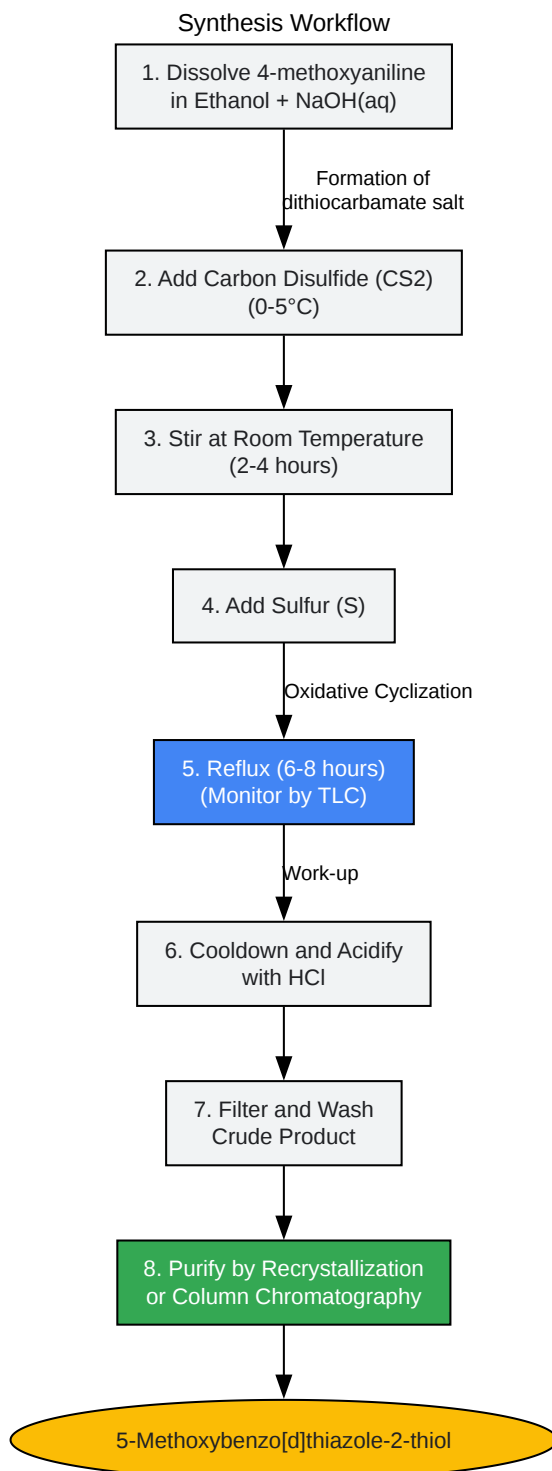 Synthesis Workflow
1. Dissolve 4-methoxyaniline
in Ethanol + NaOH(aq)
Formation of
dithiocarbamate salt
2. Add Carbon Disulfide (CS2)
(0-5°C)
3. Stir at Room Temperature
(2-4 hours)
4. Add Sulfur (S)
Oxidative Cyclization
5. Reflux (6-8 hours)
(Monitor by TLC)
Work-up
6. Cooldown and Acidify
with HCl
7. Filter and Wash
Crude Product
8. Purify by Recrystallization
or Column Chromatography
5-Methoxybenzo[d]thiazole-2-thiol